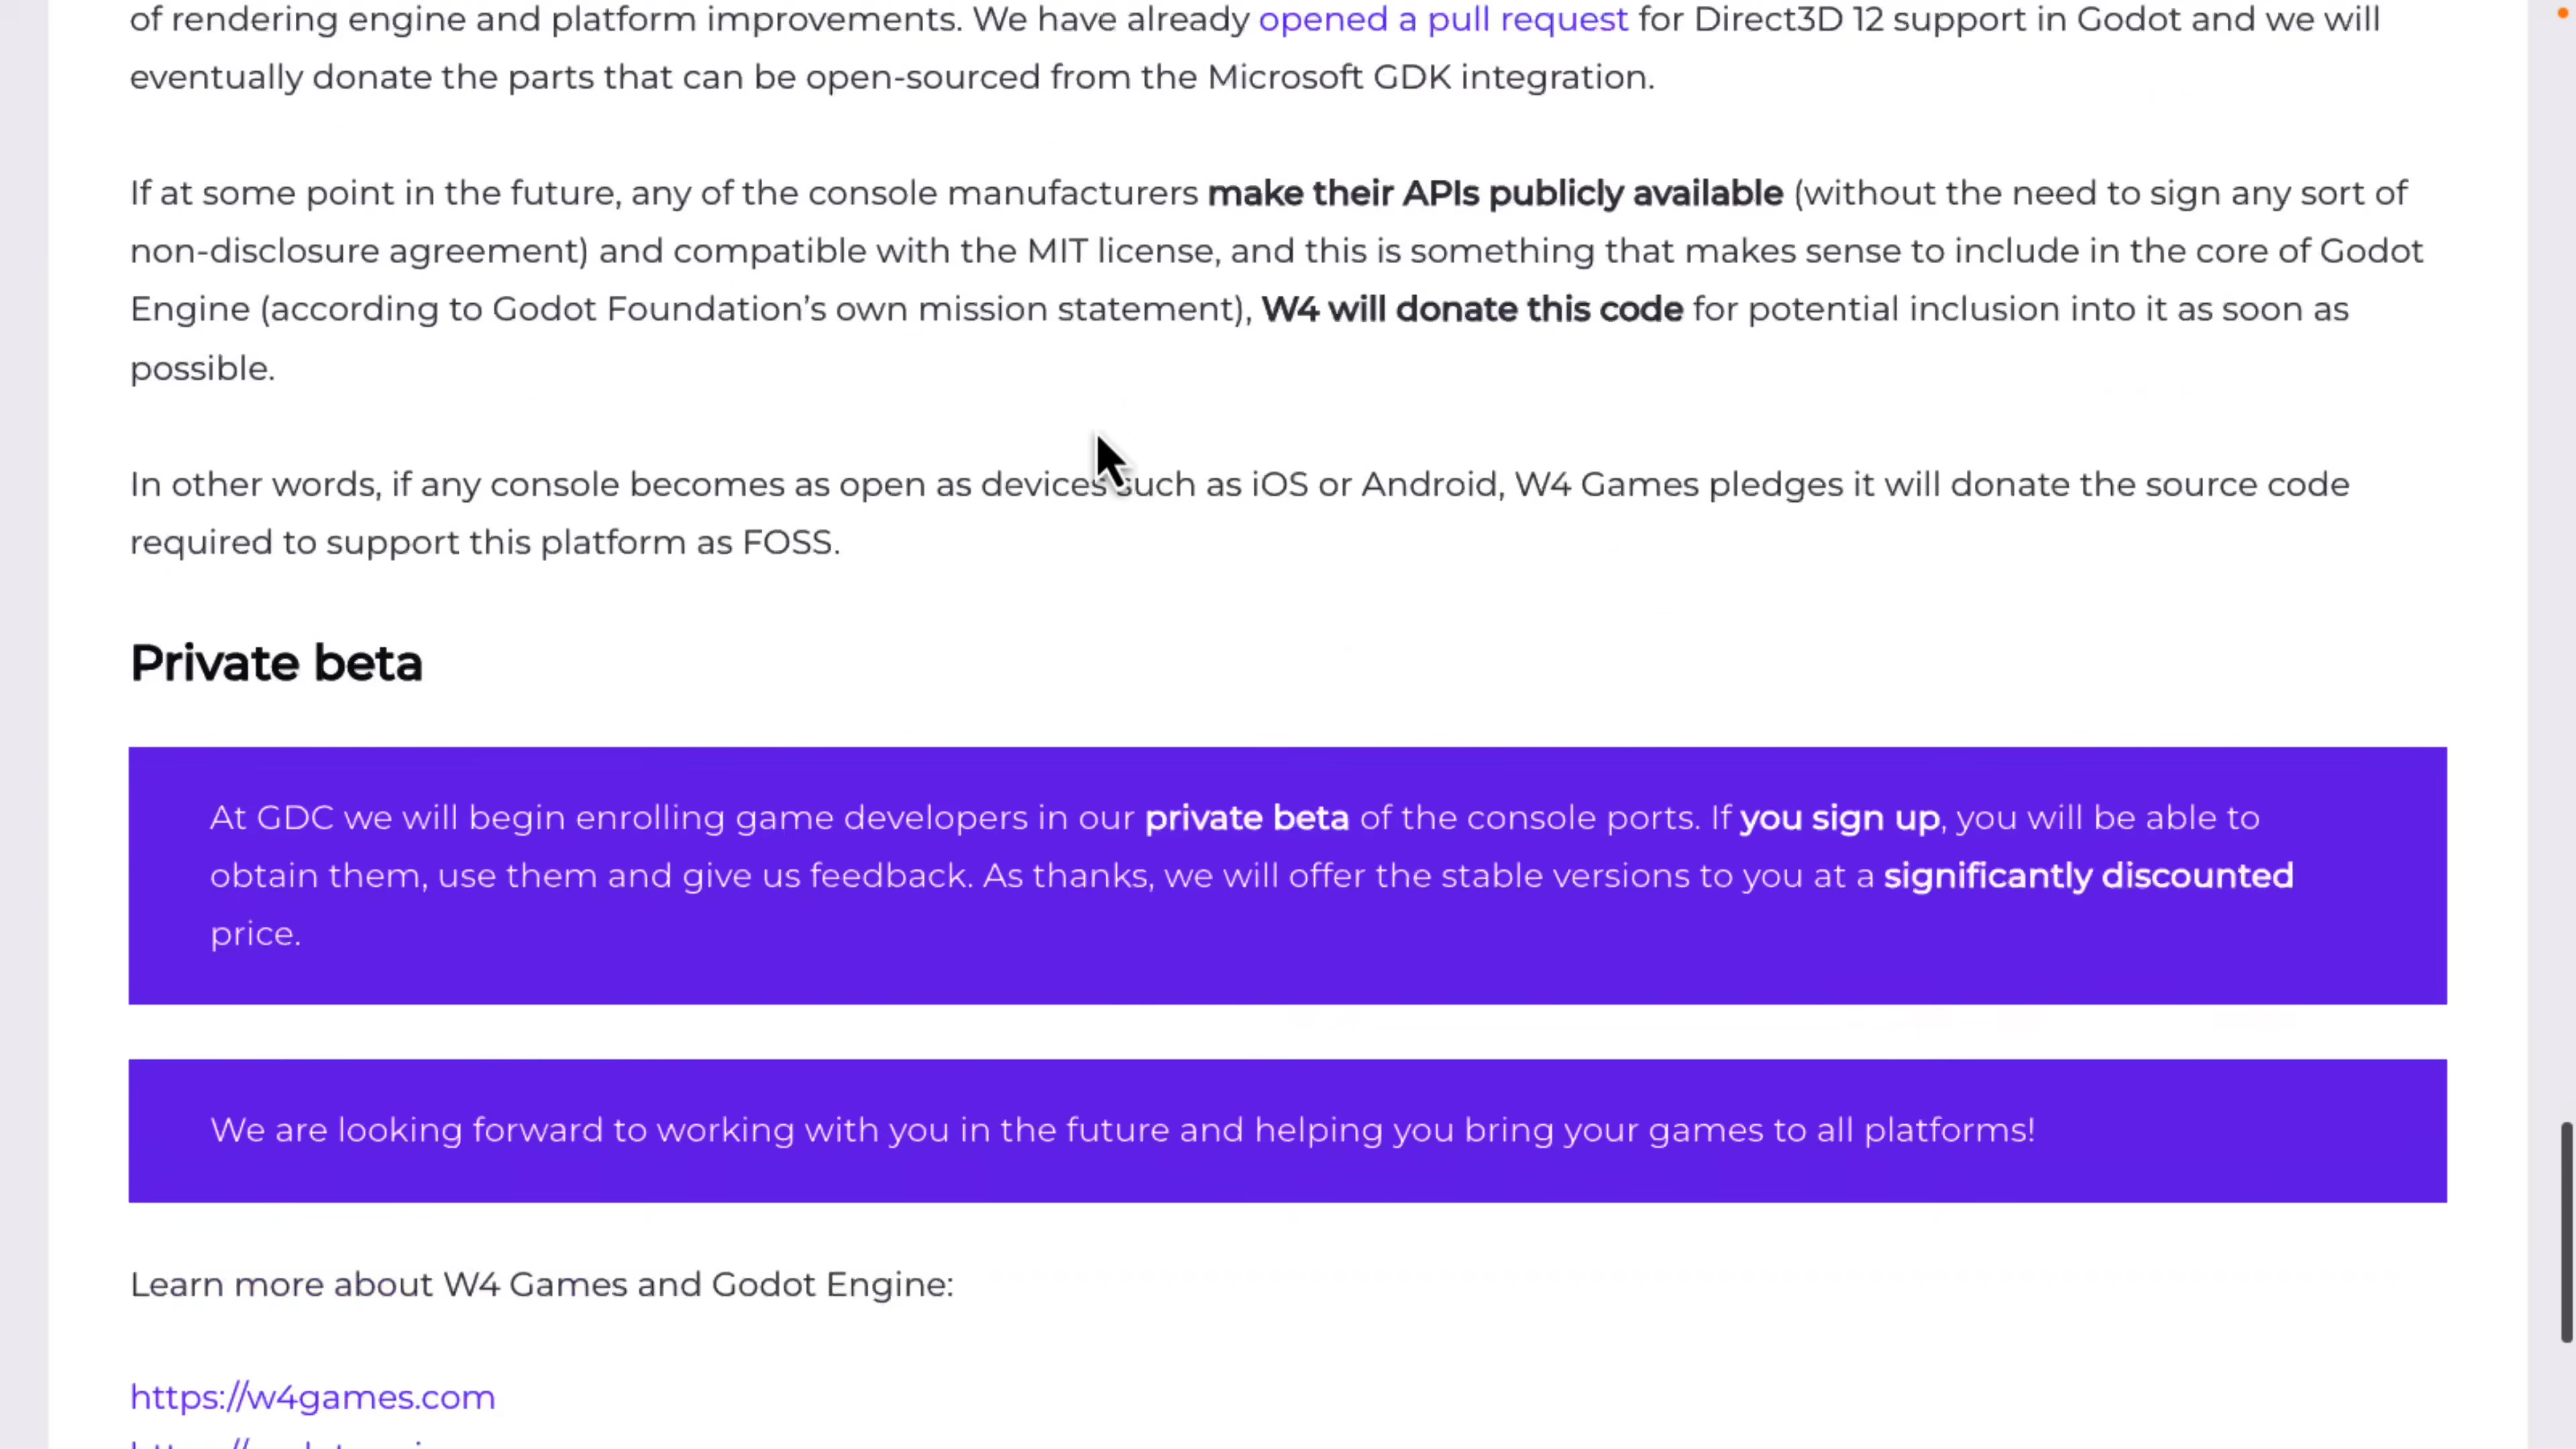 of rendering engine and platform improvements. We have already opened a pull request for Direct3D 12 support in Godot and we will
eventually donate the parts that can be open-sourced from the Microsoft GDK integration.
If at some point in the future, any of the console manufacturers make their APIs publicly available (without the need to sign any sort of
non-disclosure agreement) and compatible with the MIT license, and this is something that makes sense to include in the core of Godot
Engine (according to Godot Foundation's own mission statement), W4 will donate this code for potential inclusion into it as soon as
possible.
In other words, if any console becomes as open as devices such as iOS or Android, W4 Games pledges it will donate the source code
required to support this platform as FOSS.
Private beta
At GDC we will begin enrolling game developers in our private beta of the console ports. If you sign up, you will be able to
obtain them, use them and give us feedback. As thanks, we will offer the stable versions to you at a significantly discounted
price.
We are looking forward to working with you in the future and helping you bring your games to all platforms!
Learn more about W4 Games and Godot Engine:
https://w4games.com